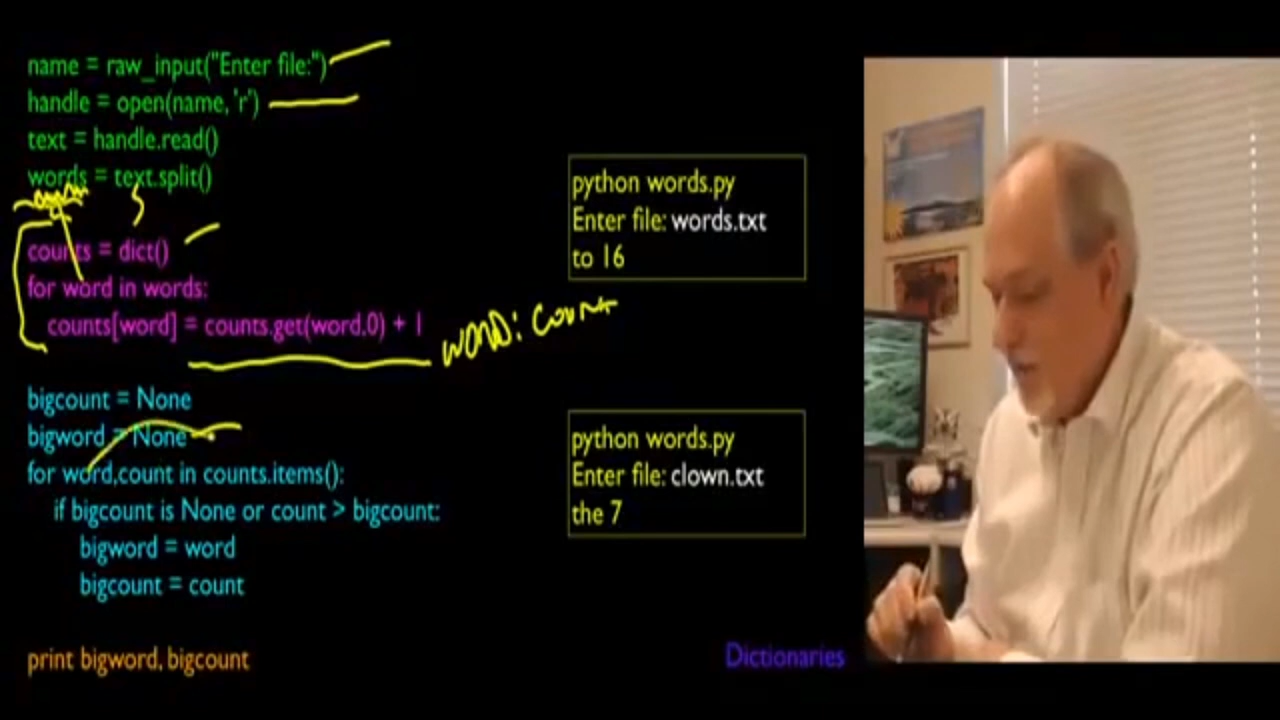 name = raw_input("Enter file:")
handle = open(name, 'r')
text = handle.read()
words = text.split()
counts = dict()
for word in words:
counts[word] = counts.get(word,0) + 1
word: count
bigcount = None
bigword = None
for word,count in counts.items():
if bigcount is None or count > bigcount:
bigword = word
bigcount = count
print bigword, bigcount
python words.py
Enter file: words.txt
to 16
python words.py
Enter file: clown.txt
the 7
Dictionaries